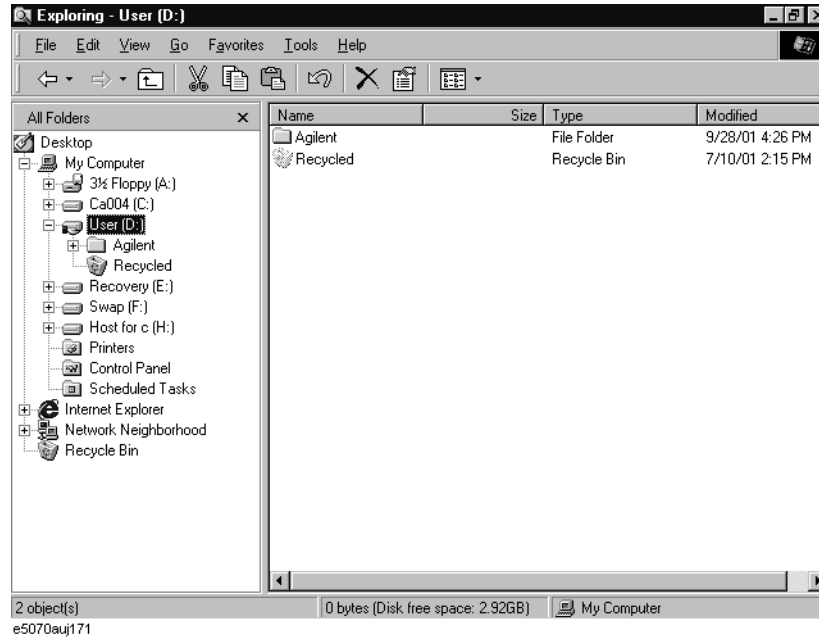 Exploring - User (D:)
File Edit View Go Favorites Tools Help
All Folders
Name Size Type Modified
Desktop
My Computer
3½ Floppy (A:)
Ca004 (C:)
User (D:)
Agilent
Recycled
Recovery (E:)
Swap (F:)
Host for c (H:)
Printers
Control Panel
Scheduled Tasks
Internet Explorer
Network Neighborhood
Recycle Bin
Agilent File Folder 9/28/01 4:26 PM
Recycled Recycle Bin 7/10/01 2:15 PM
2 object(s) 0 bytes (Disk free space: 2.92GB) My Computer
e5070auj171